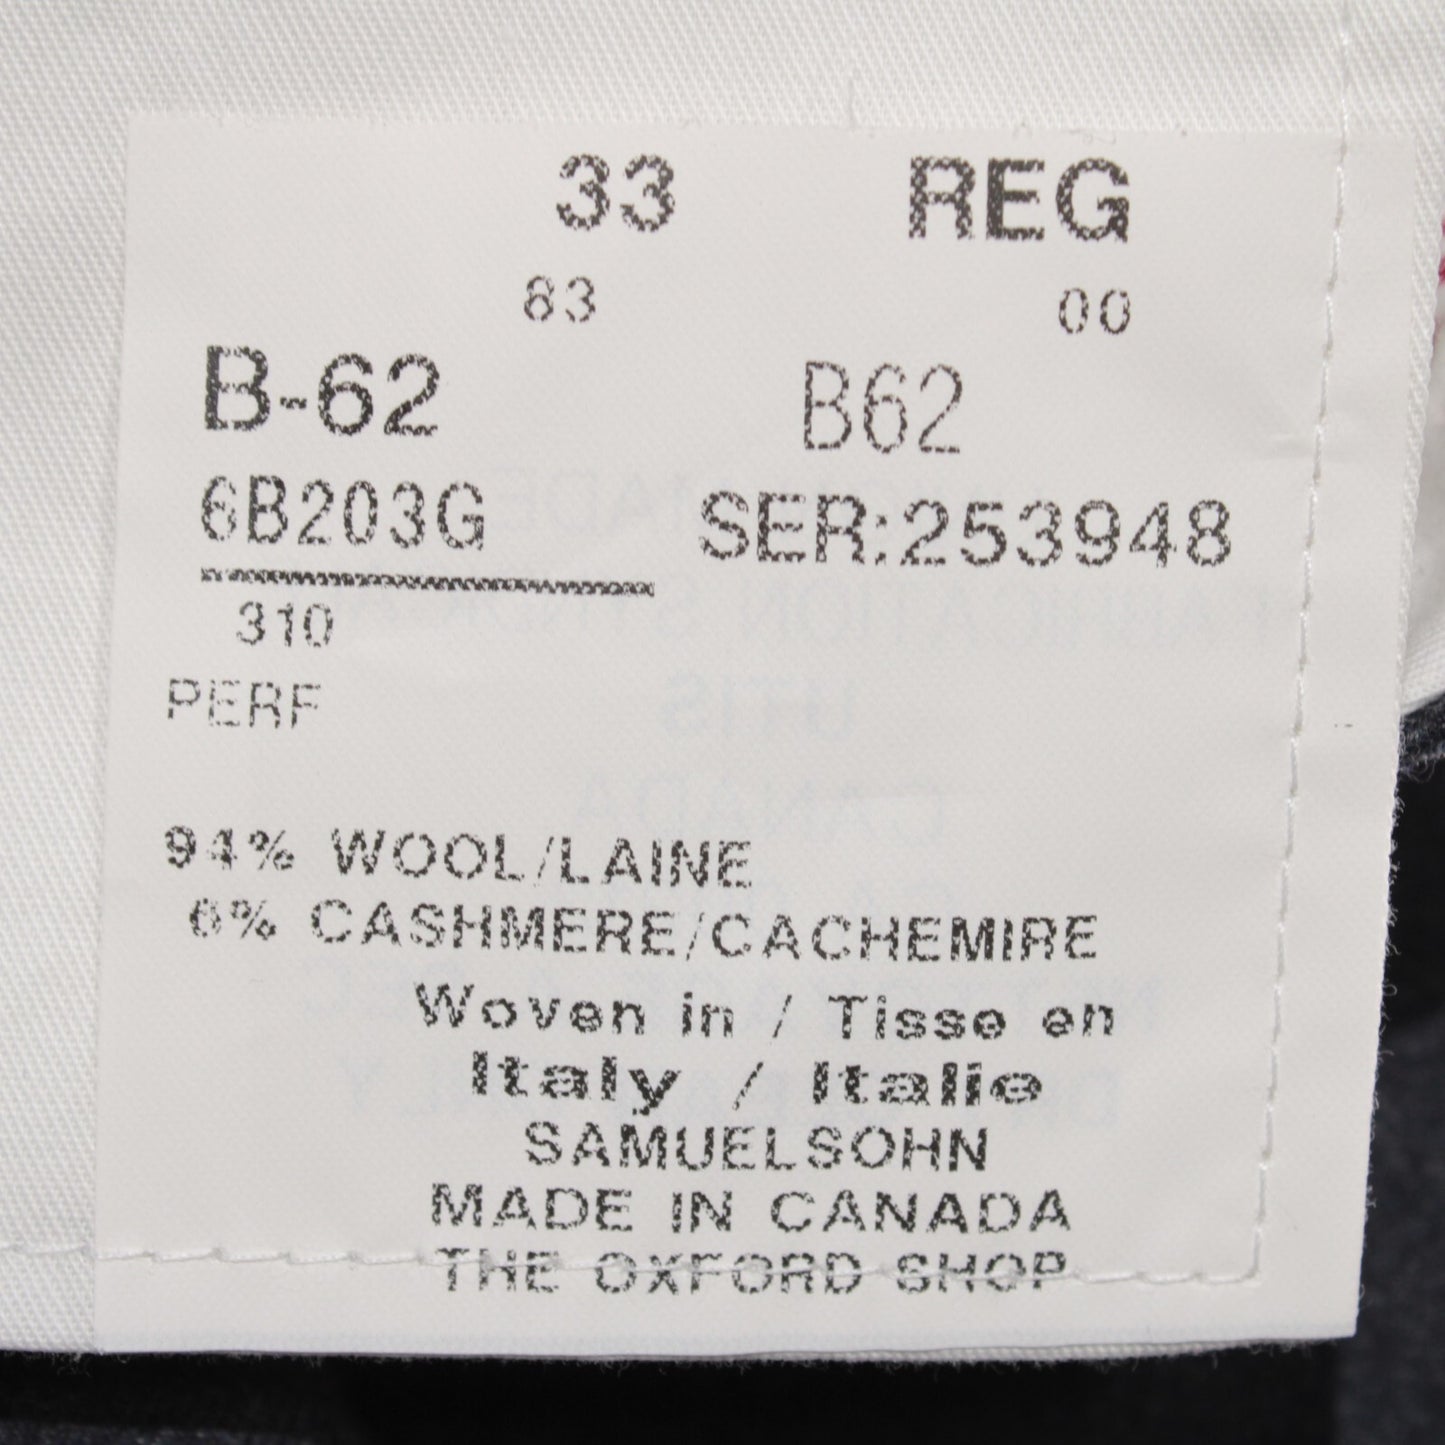 33 REG
63 00
B-62 B62
6B203G SER:253948
310
PERF
94% WOOL/LAINE
6% CASHMERE/CACHEMIRE
Woven in / Tisse en
Italy / Italie
SAMUELSOHN
MADE IN CANADA
THE OXFORD SHOP